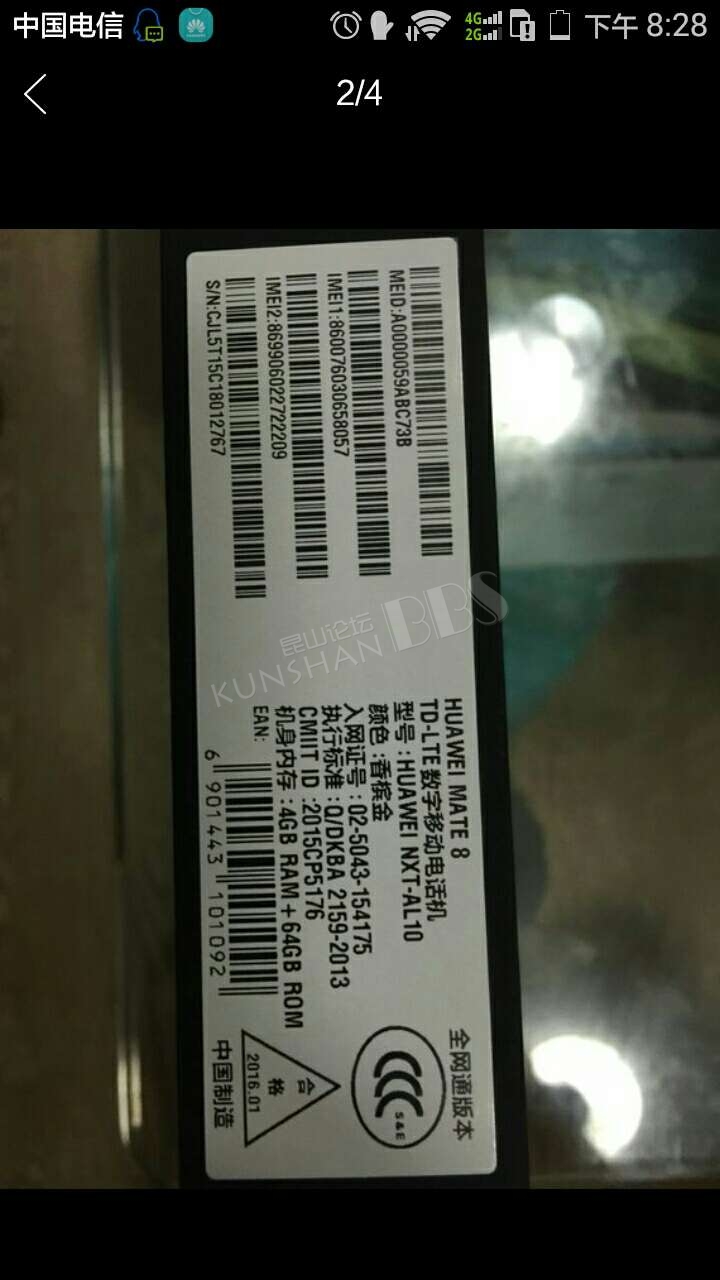 中国电信
4G
2G
下午 8:28
2/4
MEID:A0000059ABC73B
IMEI1:860076030658057
IMEI2:869906022722209
S/N:CJL5T15C18012767
昆山论坛
KUNSHAN BBS
HUAWEI MATE 8
TD-LTE 数字移动电话机
型号:HUAWEI NXT-AL10
颜色:香槟金
入网证号:02-5043-154175
执行标准:Q/DKBA 2159-2013
CMIIT ID:2015CP5176
机身内存:4GB RAM+64GB ROM
EAN:
6 901443 101092
全网通版本
CCC
S&E
合格
2016.01
中国制造